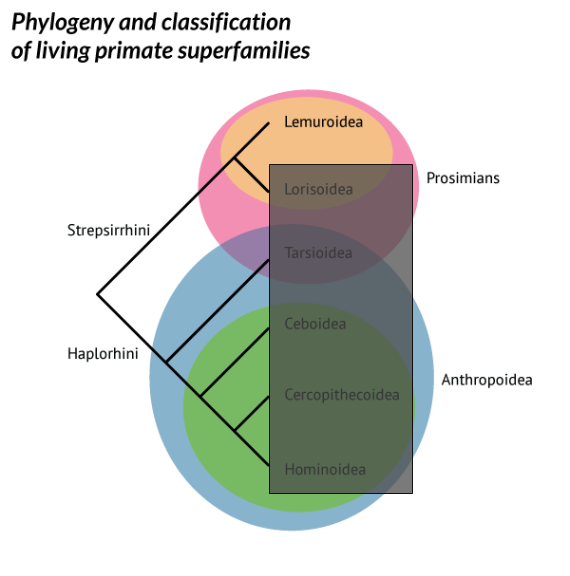 Phylogeny and classification
of living primate superfamilies
Lemuroidea
Prosimians
Lorisoidea
Strepsirrhini
Tarsioidea
Ceboidea
Haplorhini
Anthropoidea
Cercopithecoidea
Hominoidea